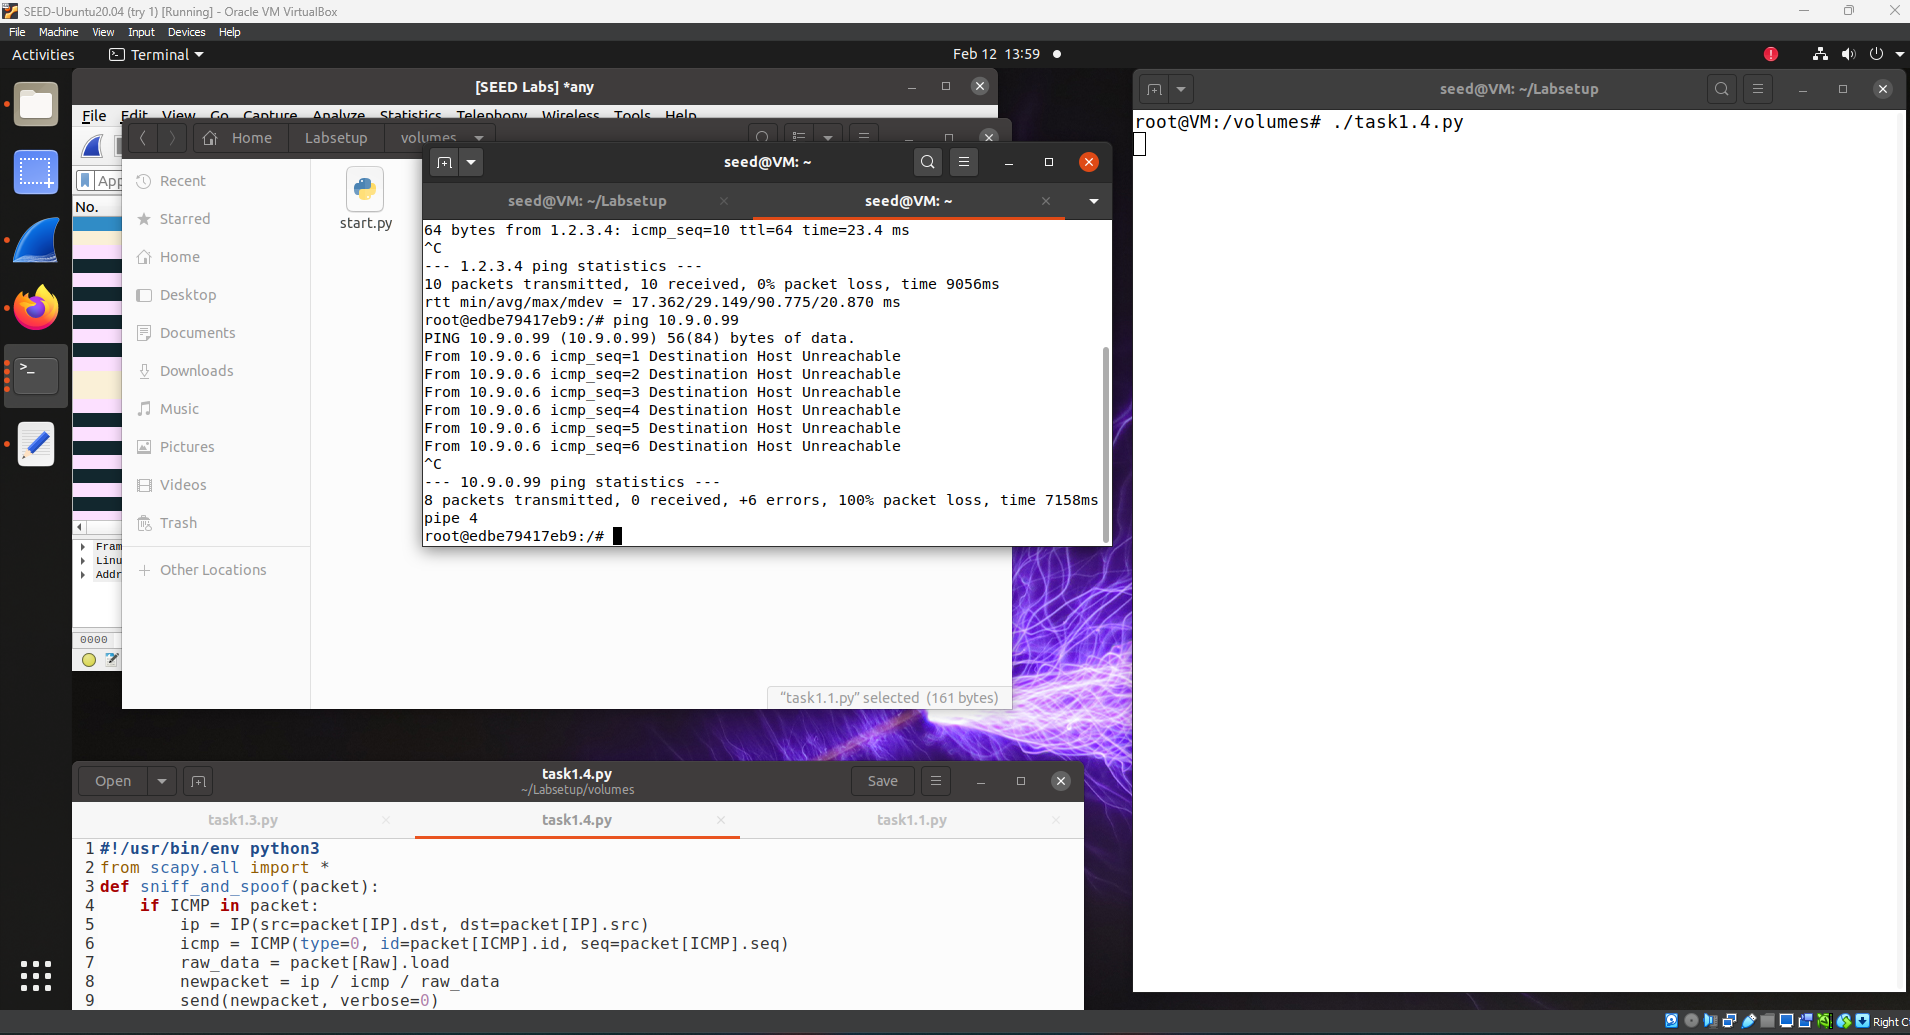 SEED-Ubuntu20.04 (try 1) [Running] - Oracle VM VirtualBox
File Machine View Input Devices Help
Activities Terminal Feb 12 13:59
[SEED Labs] *any
File Edit View Go Capture Analyze Statistics Telephony Wireless Tools Help
Home Labsetup volumes
App
No.
Recent
Starred
Home
Desktop
Documents
Downloads
Music
Pictures
Videos
Trash
Other Locations
start.py
Fram
Linu
Addr
0000
"task1.1.py" selected (161 bytes)
seed@VM: ~
seed@VM: ~/Labsetup seed@VM: ~
64 bytes from 1.2.3.4: icmp_seq=10 ttl=64 time=23.4 ms
^C
--- 1.2.3.4 ping statistics ---
10 packets transmitted, 10 received, 0% packet loss, time 9056ms
rtt min/avg/max/mdev = 17.362/29.149/90.775/20.870 ms
root@edbe79417eb9:/# ping 10.9.0.99
PING 10.9.0.99 (10.9.0.99) 56(84) bytes of data.
From 10.9.0.6 icmp_seq=1 Destination Host Unreachable
From 10.9.0.6 icmp_seq=2 Destination Host Unreachable
From 10.9.0.6 icmp_seq=3 Destination Host Unreachable
From 10.9.0.6 icmp_seq=4 Destination Host Unreachable
From 10.9.0.6 icmp_seq=5 Destination Host Unreachable
From 10.9.0.6 icmp_seq=6 Destination Host Unreachable
^C
--- 10.9.0.99 ping statistics ---
8 packets transmitted, 0 received, +6 errors, 100% packet loss, time 7158ms
pipe 4
root@edbe79417eb9:/#
seed@VM: ~/Labsetup
root@VM:/volumes# ./task1.4.py
Open task1.4.py Save
~/Labsetup/volumes
task1.3.py task1.4.py task1.1.py
1 #!/usr/bin/env python3
2 from scapy.all import *
3 def sniff_and_spoof(packet):
4     if ICMP in packet:
5         ip = IP(src=packet[IP].dst, dst=packet[IP].src)
6         icmp = ICMP(type=0, id=packet[ICMP].id, seq=packet[ICMP].seq)
7         raw_data = packet[Raw].load
8         newpacket = ip / icmp / raw_data
9         send(newpacket, verbose=0)
Right C